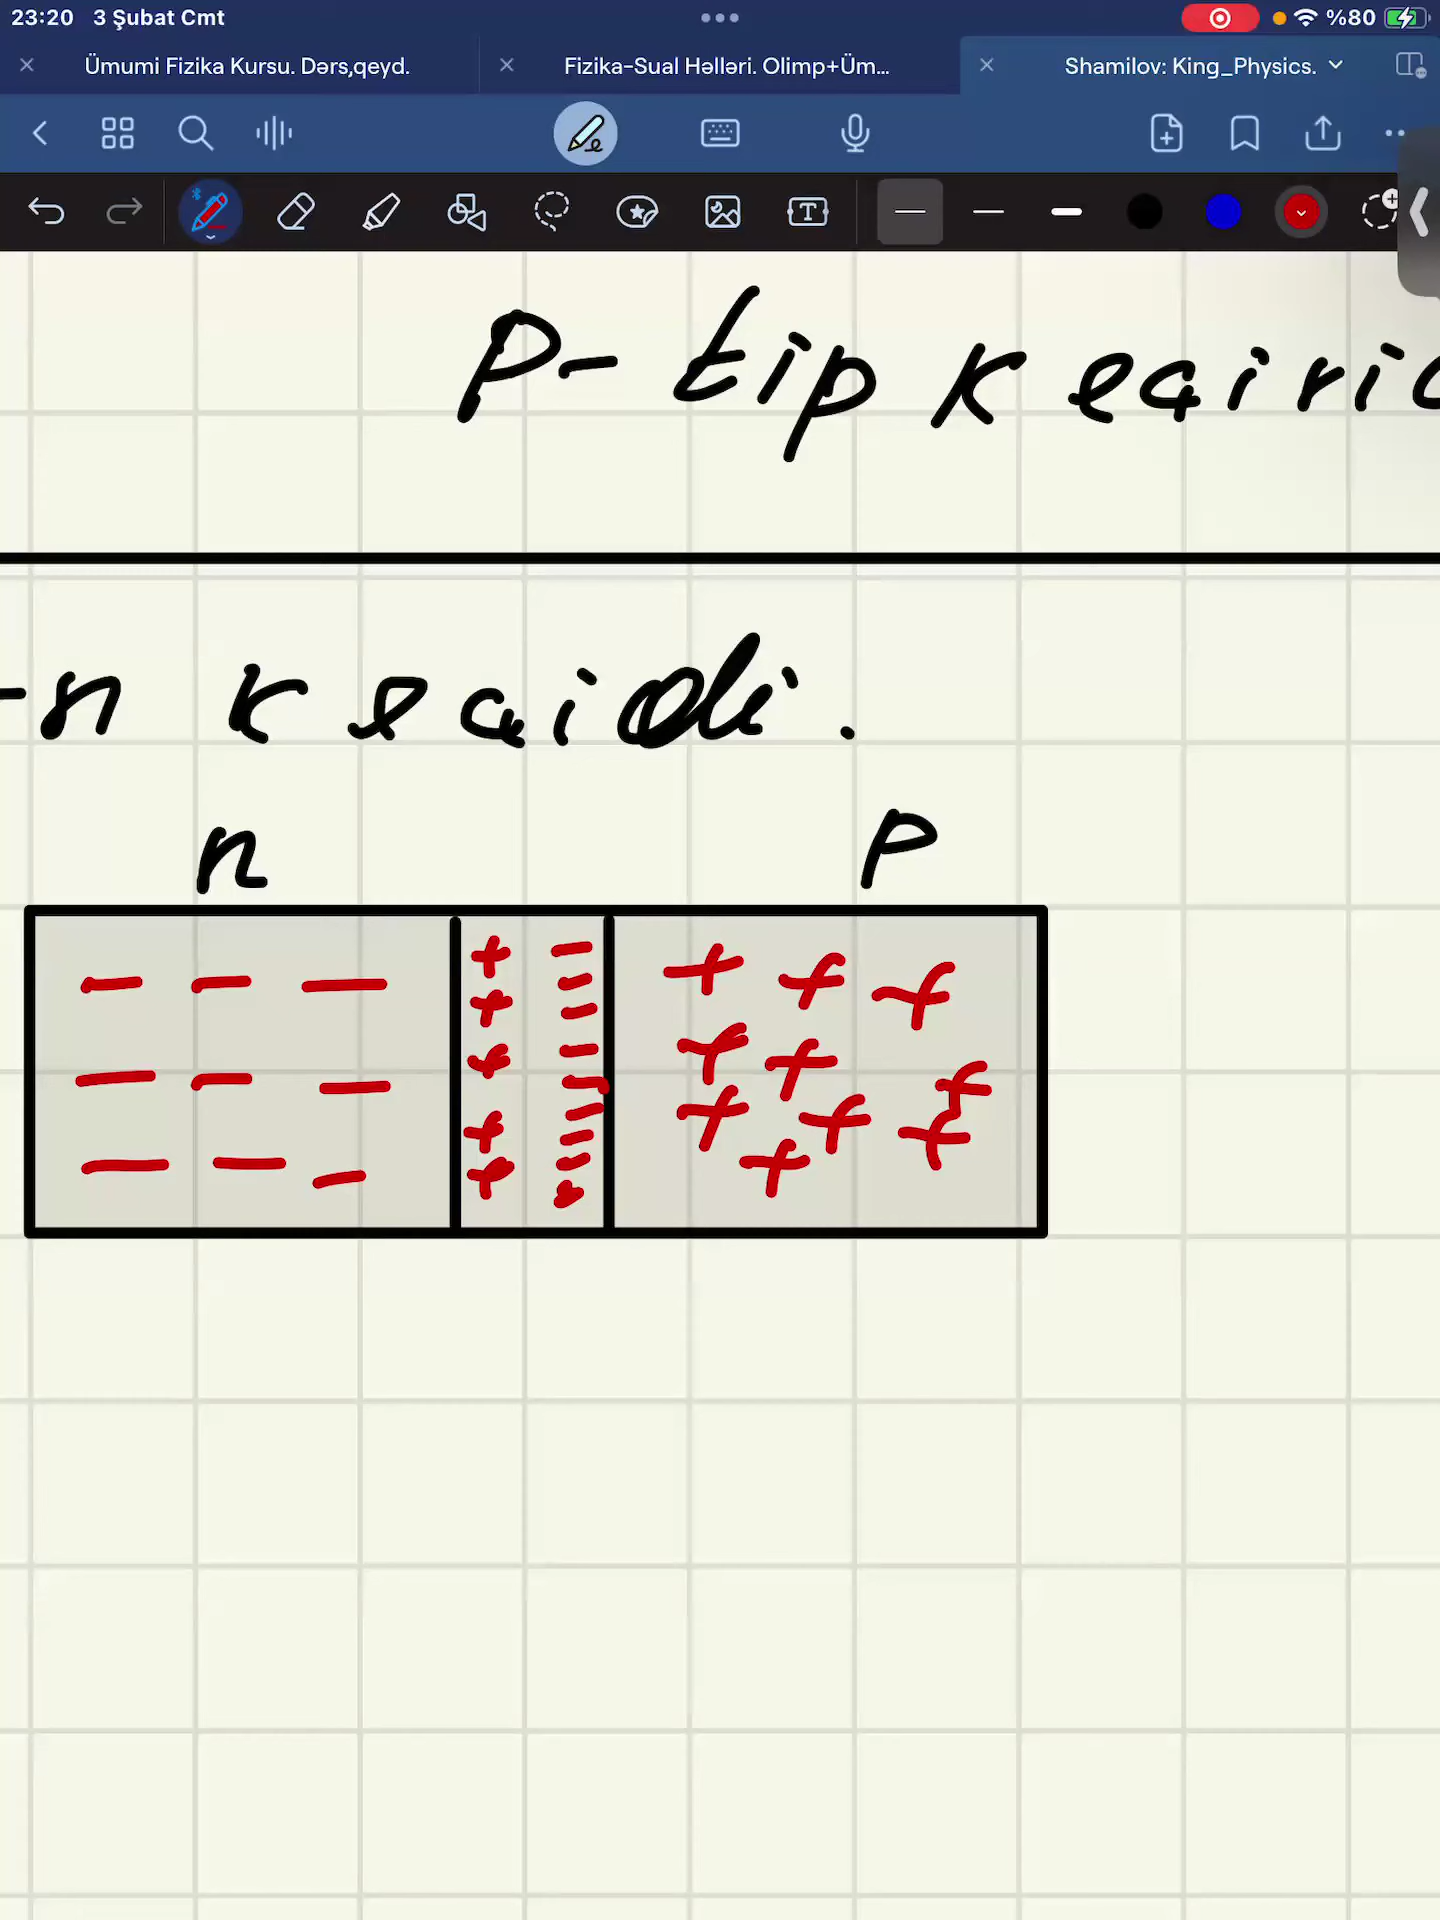 23:20 3 Şubat Cmt %80
Ümumi Fizika Kursu. Dərs,qeyd. Fizika-Sual Həlləri. Olimp+Üm... Shamilov: King_Physics.
P- tip keçiric
-n keçidi.
n P
- - - + - + + +
+ -
+ -
- - - + - + + +
+ - + + +
- - - + - +